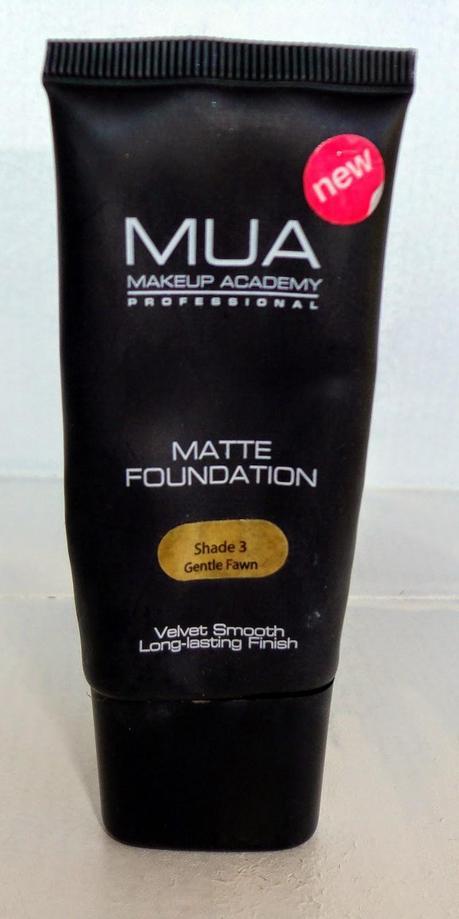 new
MUA
MAKEUP ACADEMY
PROFESSIONAL
MATTE
FOUNDATION
Shade 3
Gentle Fawn
Velvet Smooth
Long-lasting Finish